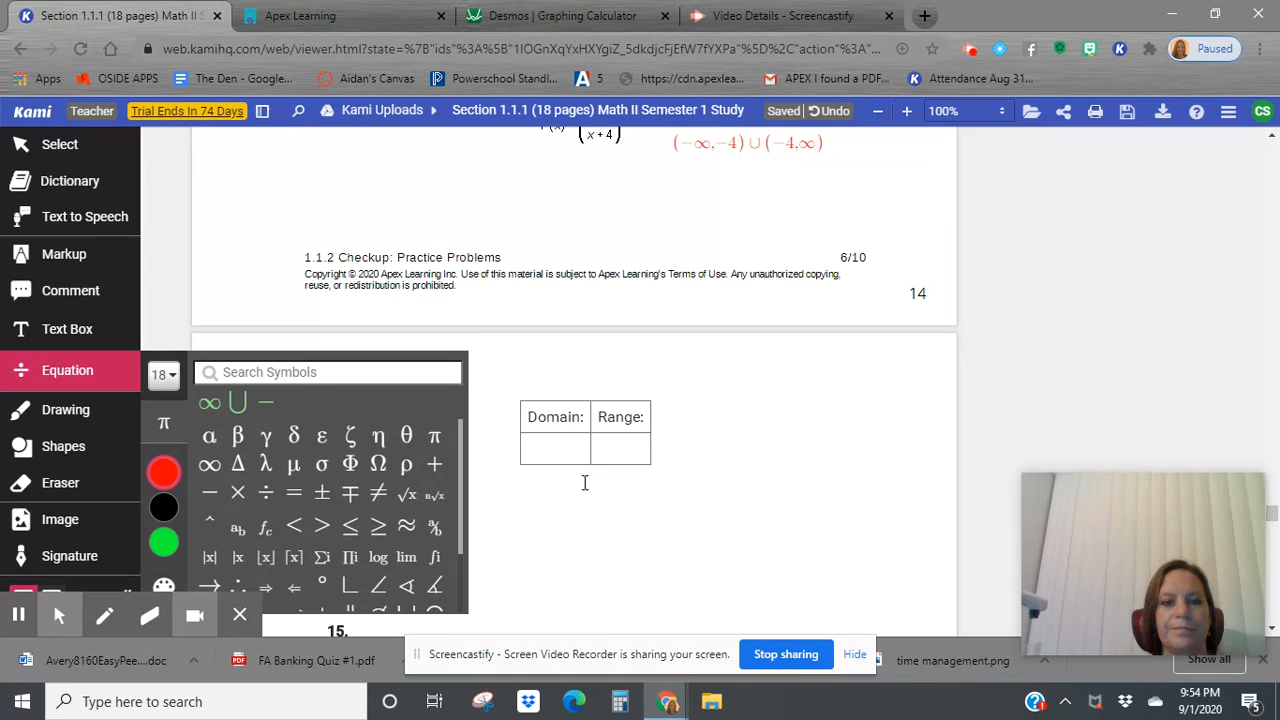 Section 1.1.1 (18 pages) Math II S
Apex Learning
Desmos | Graphing Calculator
Video Details - Screencastify
web.kamihq.com/web/viewer.html?state=%7B"ids"%3A%5B"1IOGnXqYxHXYgiZ_5dkdjcFjEfW7fYXPa"%5D%2C"action"%3A"...
Paused
Apps
OSIDE APPS
The Den - Google...
Aidan's Canvas
Powerschool Standl...
5
https://cdn.apexlea...
APEX I found a PDF...
Attendance Aug 31...
Kami
Teacher
Trial Ends In 74 Days
Kami Uploads
Section 1.1.1 (18 pages) Math II Semester 1 Study
Saved
Undo
100%
CS
Select
Dictionary
Text to Speech
Markup
Comment
Text Box
Equation
Drawing
Shapes
Eraser
Image
Signature
(x+4)
(−∞,−4) ∪ (−4,∞)
1.1.2 Checkup: Practice Problems
6/10
Copyright © 2020 Apex Learning Inc. Use of this material is subject to Apex Learning's Terms of Use. Any unauthorized copying,
reuse, or redistribution is prohibited.
14
18
π
Search Symbols
∞ ⋃ −
α β γ δ ε ζ η θ π
∞ Δ λ μ σ Φ Ω ρ +
− × ÷ = ± ∓ ≠ √x n√x
^ ab fc < > ≤ ≥ ≈ a/b
|x| |x ⌊x⌋ ⌈x⌉ Σi ∏i log lim ∫i
→ ∴ ⇒ ⇐ ° ∟ ∠ ∢ ∡
Domain: Range:
15.
Screencastify - Screen Video Recorder is sharing your screen.
Stop sharing
Hide
Avery8160EasyPee....doc
FA Banking Quiz #1.pdf
time management.png
Show all
Type here to search
9:54 PM
9/1/2020
5